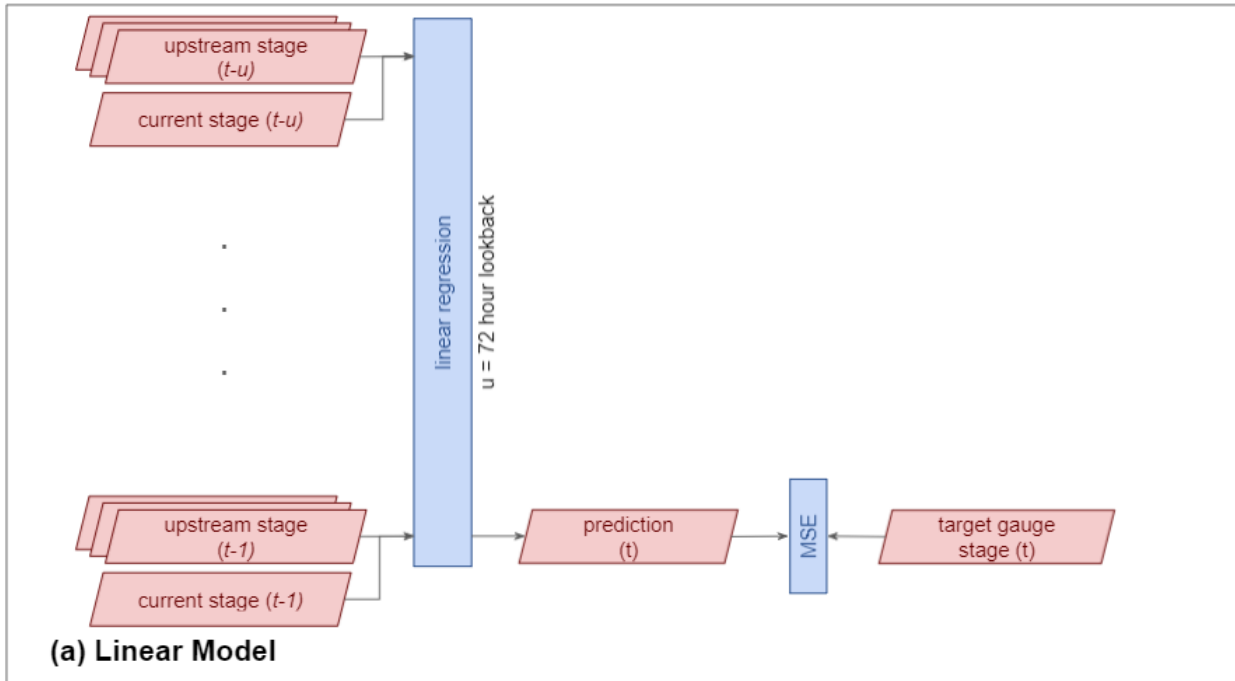 upstream stage
(t-u)
current stage (t-u)
.
.
.
linear regression
u = 72 hour lookback
upstream stage
(t-1)
current stage (t-1)
prediction
(t)
MSE
target gauge
stage (t)
(a) Linear Model